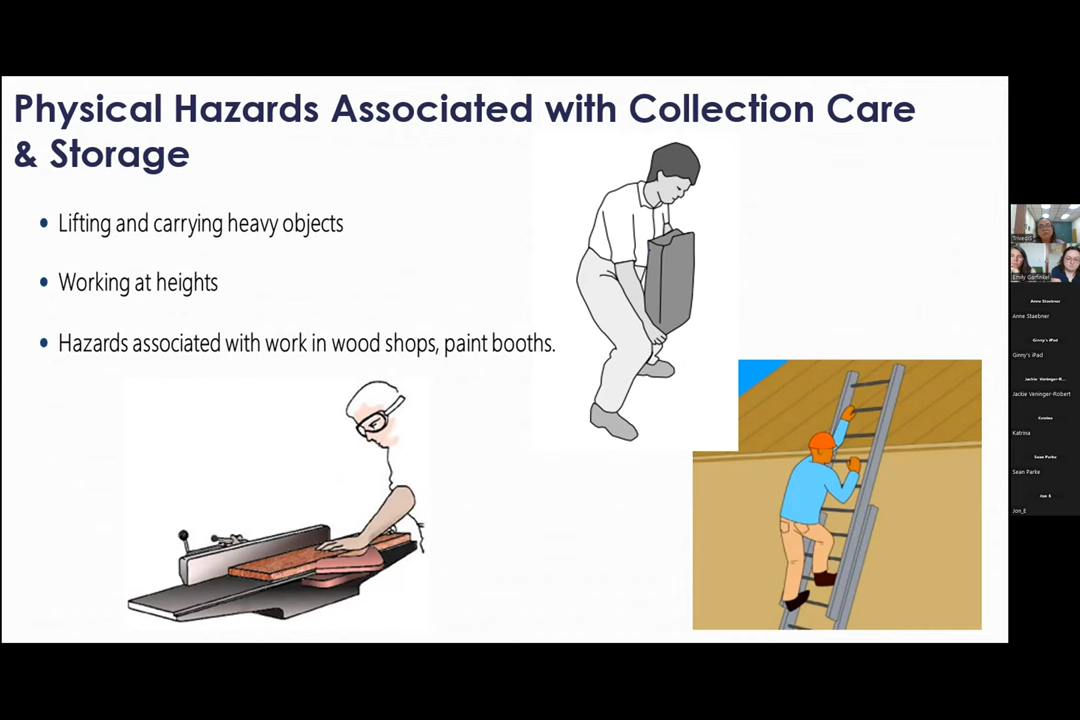 Physical Hazards Associated with Collection Care
& Storage
• Lifting and carrying heavy objects
• Working at heights
• Hazards associated with work in wood shops, paint booths.
TrivediS
Emily Garfinkel
Anne Staebner
Anne Staebner
Ginny's iPad
Ginny's iPad
Jackie Veninger-R...
Jackie Veninger-Robert
Katrina
Katrina
Sean Parke
Sean Parke
Jon_E
Jon_E